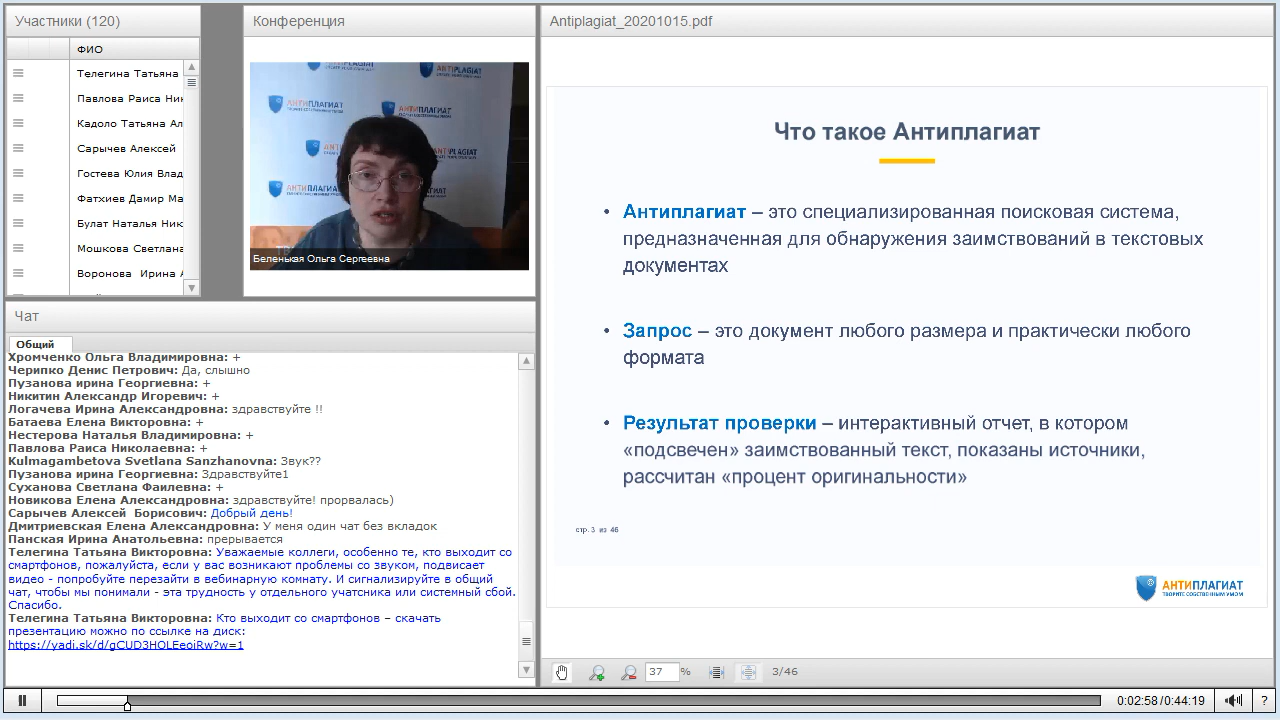 Участники (120)
ФИО
Телегина Татьяна
Павлова Раиса Ник
Кадоло Татьяна Ал
Сарычев Алексей
Гостева Юлия Влад
Фатхиев Дамир Ма
Булат Наталья Ник
Мошкова Светлана
Воронова Ирина А
Конференция
АНТИПЛАГИАТ
Беленькая Ольга Сергеевна
Чат
Общий
Хромченко Ольга Владимировна: +
Черипко Денис Петрович: Да, слышно
Пузанова ирина Георгиевна: +
Никитин Александр Игоревич: +
Логачева Ирина Александровна: здравствуйте !!
Батаева Елена Викторовна: +
Нестерова Наталья Владимировна: +
Павлова Раиса Николаевна: +
Kulmagambetova Svetlana Sanzhanovna: Звук??
Пузанова ирина Георгиевна: Здравствуйте1
Суханова Светлана Фаилевна: +
Новикова Елена Александровна: здравствуйте! прорвалась)
Сарычев Алексей Борисович: Добрый день!
Дмитриевская Елена Александровна: У меня один чат без вкладок
Панская Ирина Анатольевна: прерывается
Телегина Татьяна Викторовна: Уважаемые коллеги, особенно те, кто выходит со
смартфонов, пожалуйста, если у вас возникают проблемы со звуком, подвисает
видео - попробуйте перезайти в вебинарную комнату. И сигнализируйте в общий
чат, чтобы мы понимали - эта трудность у отдельного учатсника или системный сбой.
Спасибо.
Телегина Татьяна Викторовна: Кто выходит со смартфонов – скачать
презентацию можно по ссылке на диск:
https://yadi.sk/d/gCUD3HOLEeoiRw?w=1
Antiplagiat_20201015.pdf
Что такое Антиплагиат
• Антиплагиат – это специализированная поисковая система,
предназначенная для обнаружения заимствований в текстовых
документах
• Запрос – это документ любого размера и практически любого
формата
• Результат проверки – интерактивный отчет, в котором
«подсвечен» заимствованный текст, показаны источники,
рассчитан «процент оригинальности»
стр. 3 из 46
АНТИПЛАГИАТ
ТВОРИТЕ СОБСТВЕННЫМ УМОМ
37 %
3/46
0:02:58/0:44:19
?